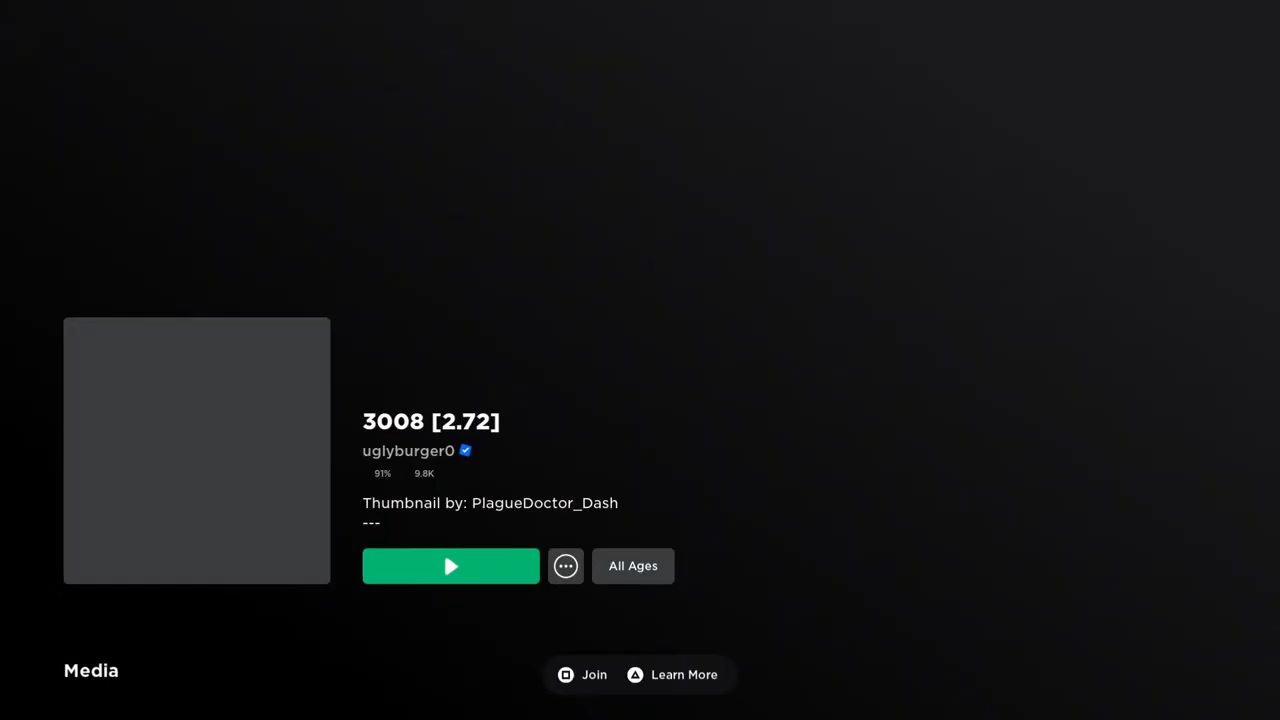 3008 [2.72]
uglyburger0
91% 9.8K
Thumbnail by: PlagueDoctor_Dash
---
All Ages
Media
Join Learn More